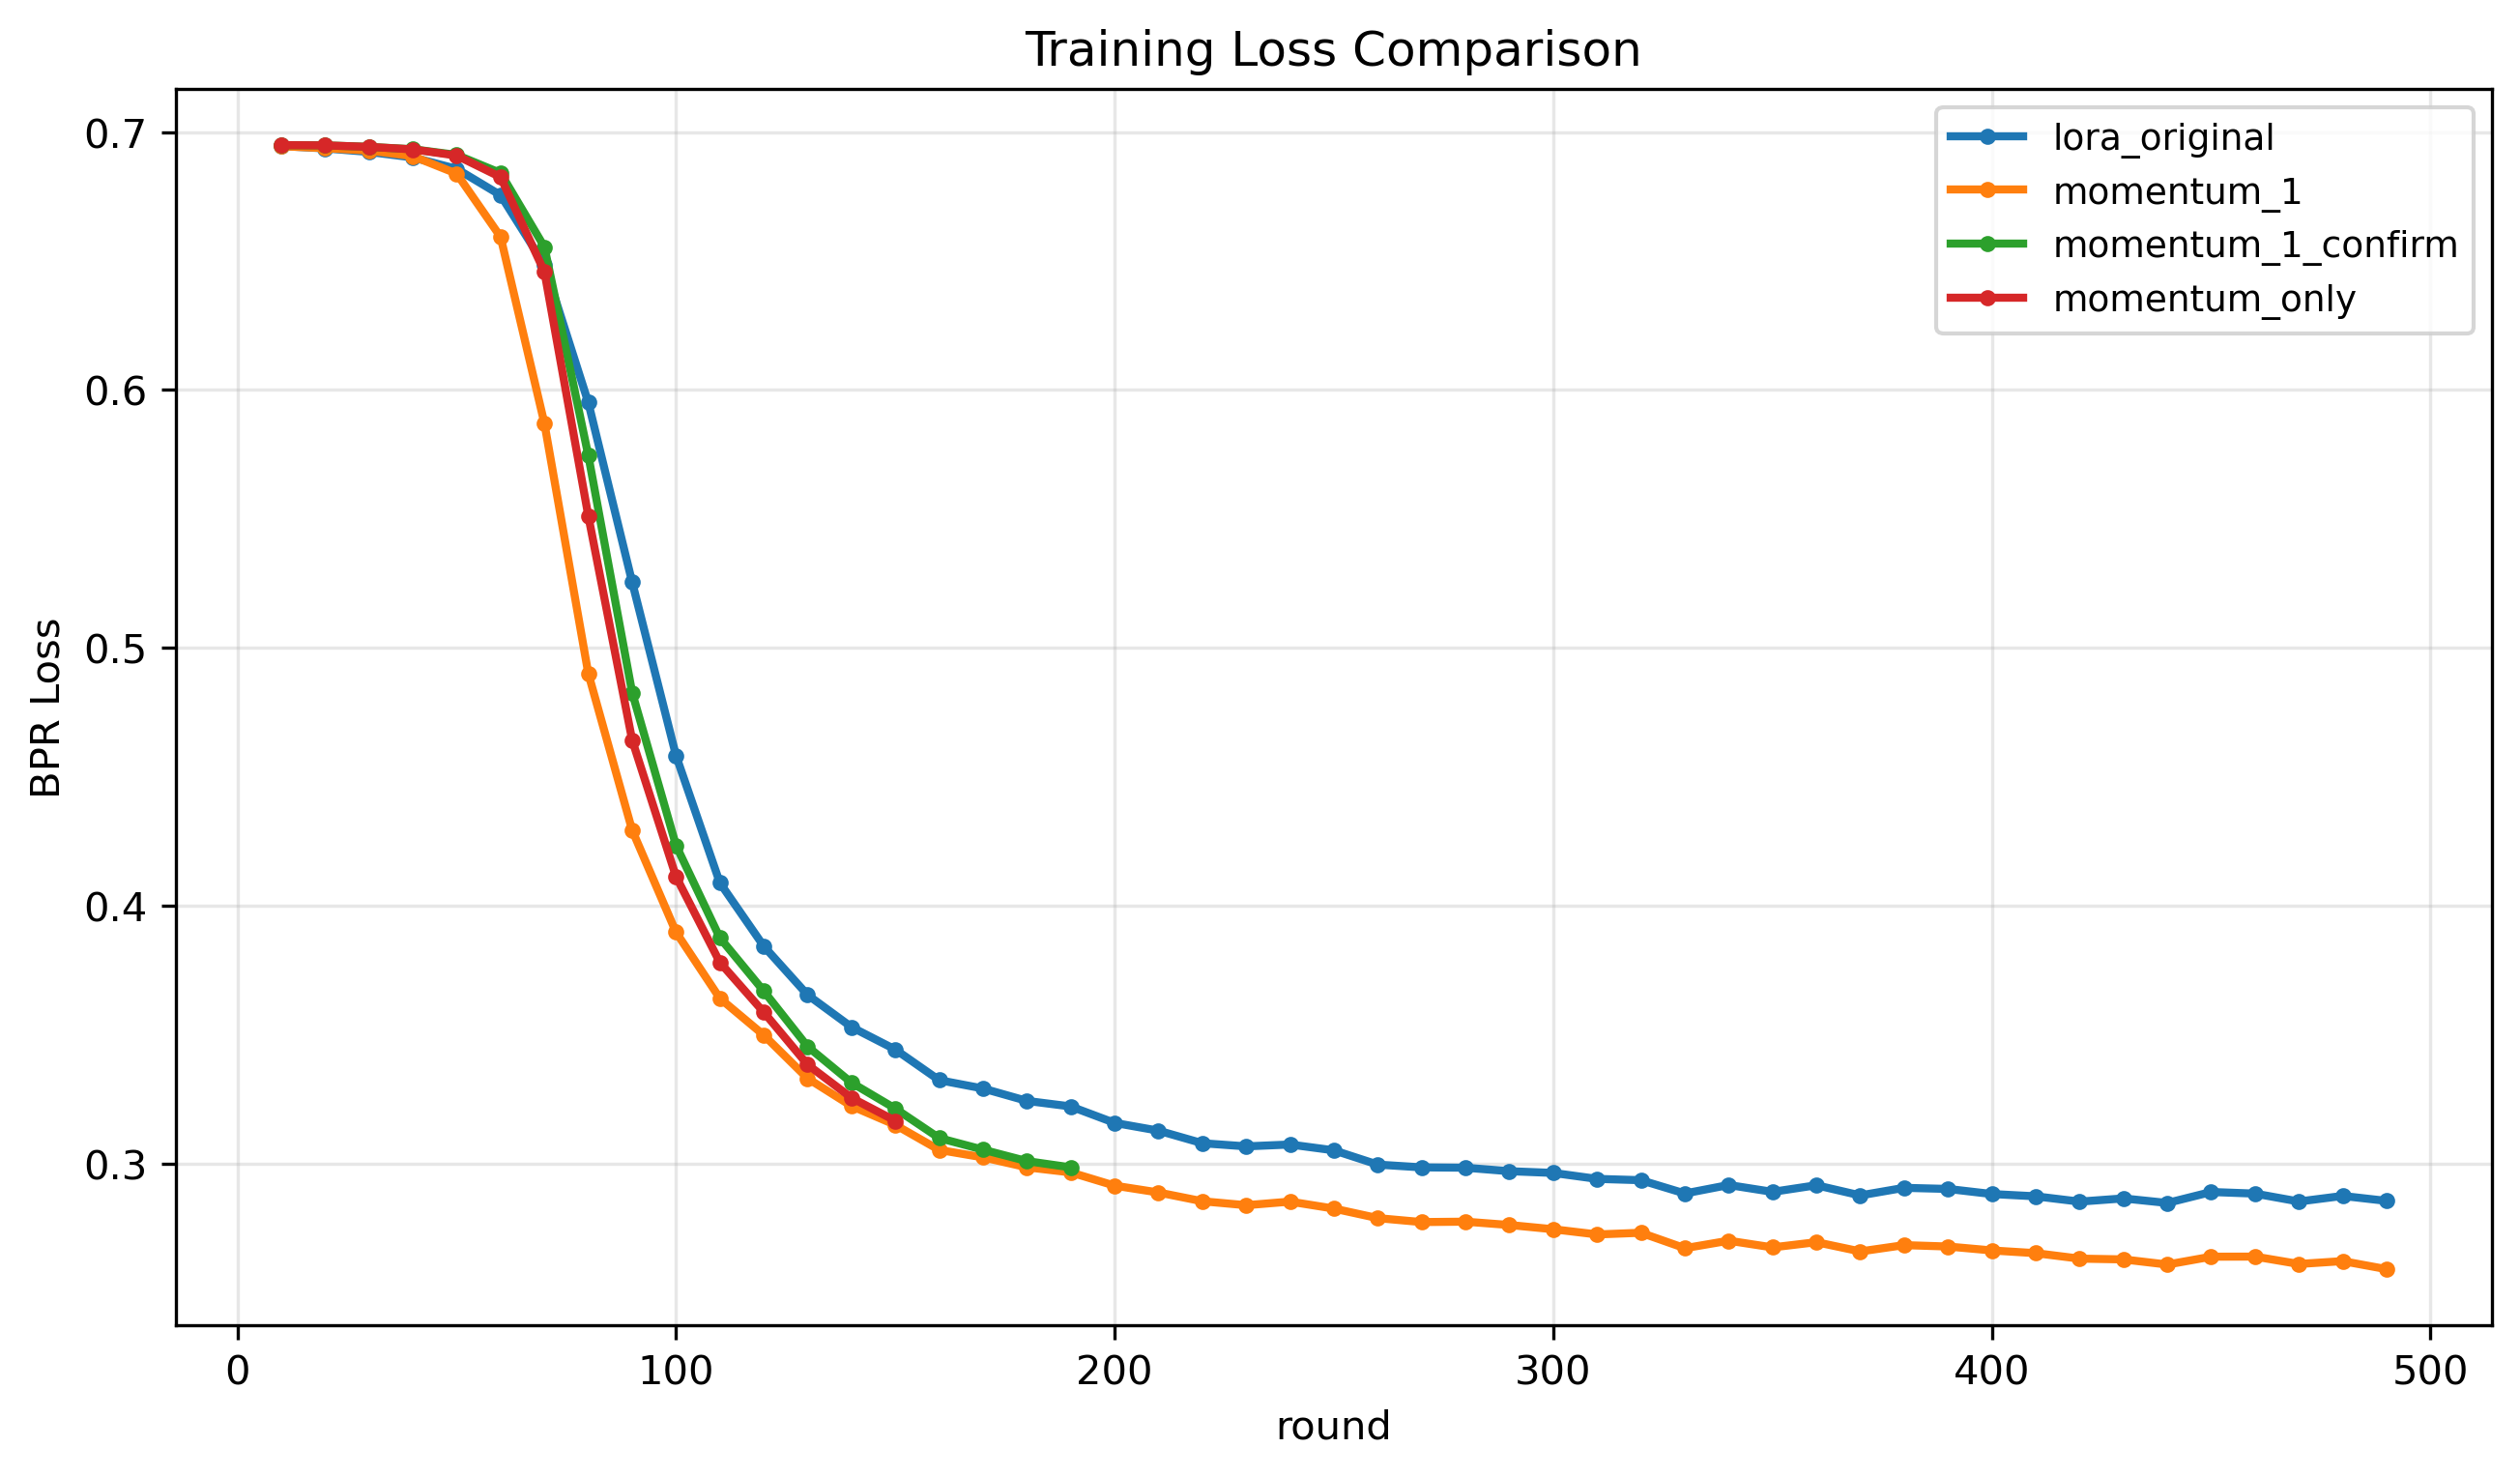 Training Loss Comparison
lora_original
momentum_1
momentum_1_confirm
momentum_only
BPR Loss
0.7
0.6
0.5
0.4
0.3
0 100 200 300 400 500
round